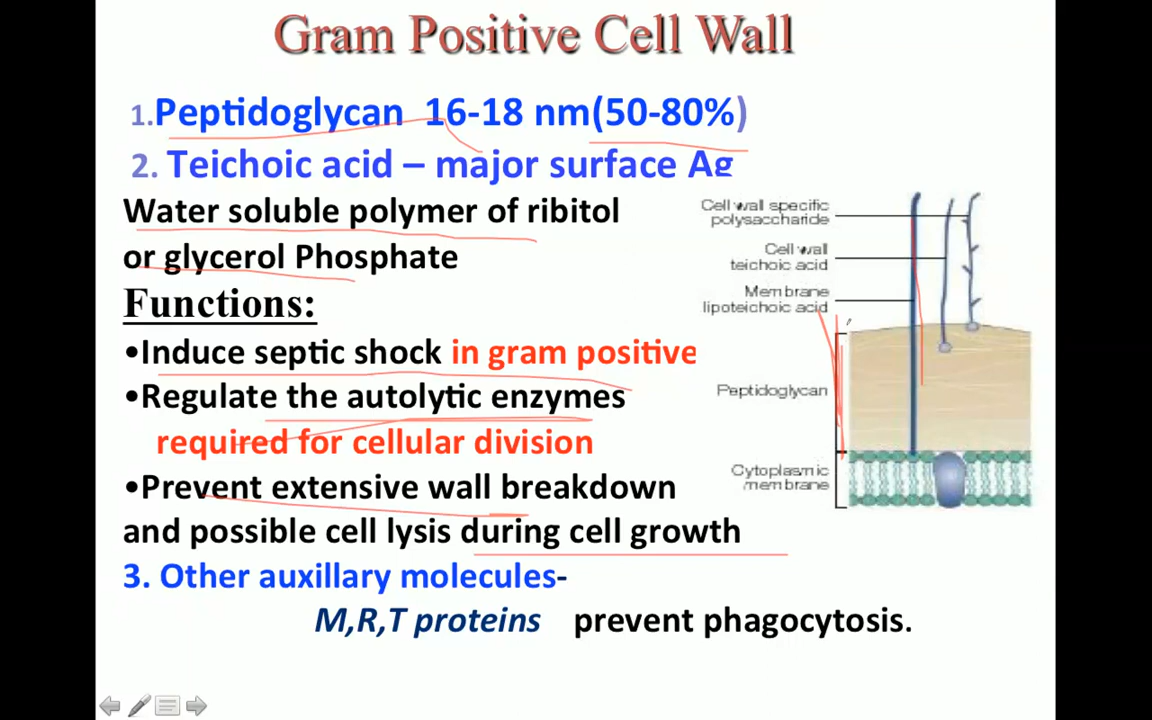 Gram Positive Cell Wall
1.Peptidoglycan 16-18 nm(50-80%)
2. Teichoic acid – major surface Ag
Water soluble polymer of ribitol
or glycerol Phosphate
Functions:
•Induce septic shock in gram positive
•Regulate the autolytic enzymes
required for cellular division
•Prevent extensive wall breakdown
and possible cell lysis during cell growth
3. Other auxillary molecules-
M,R,T proteins prevent phagocytosis.
Cell wall specific
polysaccharide
Cell wall
teichoic acid
Membrane
lipoteichoic acid
Peptidoglycan
Cytoplasmic
membrane